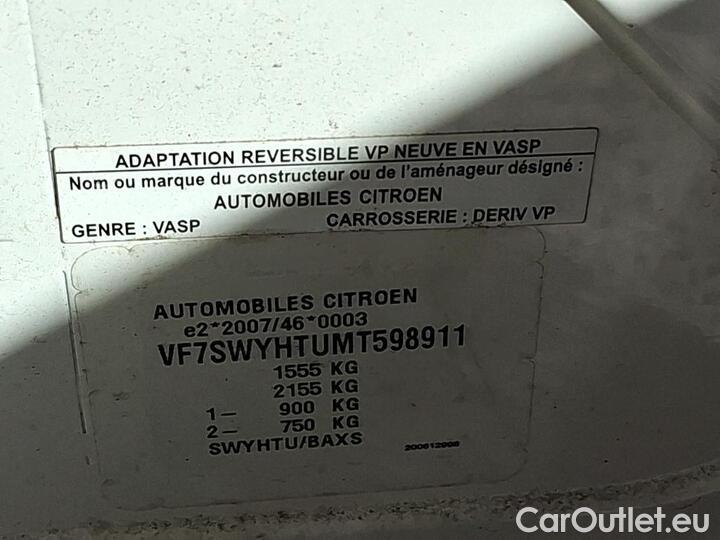 ADAPTATION REVERSIBLE VP NEUVE EN VASP
Nom ou marque du constructeur ou de l'aménageur désigné :
AUTOMOBILES CITROEN
GENRE : VASP CARROSSERIE : DERIV VP
AUTOMOBILES CITROEN
e2*2007/46*0003
VF7SWYHTUMT598911
1555 KG
2155 KG
1– 900 KG
2– 750 KG
SWYHTU/BAXS 200612908
CarOutlet.eu